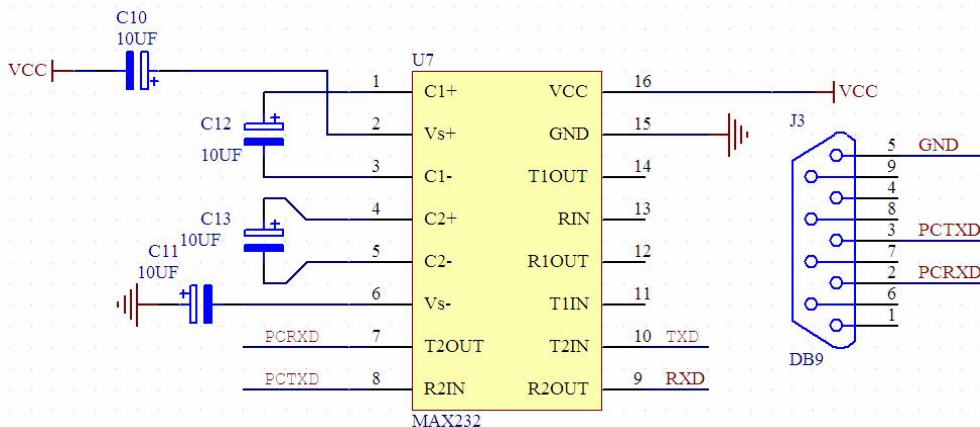 C10
10UF
VCC
+
C12
10UF
+
C13
10UF
+
C11
10UF
+
U7
1 C1+ VCC 16 VCC
2 Vs+ GND 15
3 C1- T1OUT 14
4 C2+ RIN 13
5 C2- R1OUT 12
6 Vs- T1IN 11
PCRXD 7 T2OUT T2IN 10 TXD
PCTXD 8 R2IN R2OUT 9 RXD
MAX232
J3
5 GND
9
4
8
3 PCTXD
7
2 PCRXD
6
1
DB9